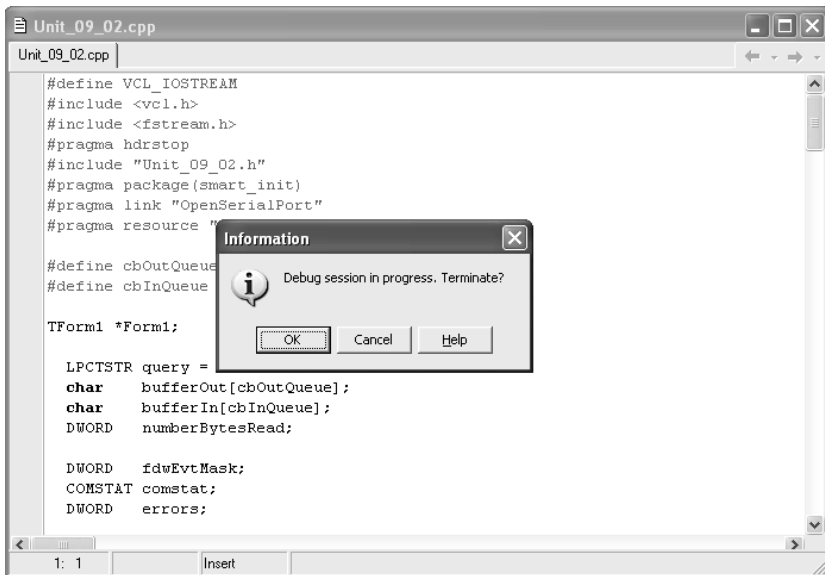 Unit_09_02.cpp
Unit_09_02.cpp
#define VCL_IOSTREAM
#include <vcl.h>
#include <fstream.h>
#pragma hdrstop
#include "Unit_09_02.h"
#pragma package(smart_init)
#pragma link "OpenSerialPort"
#pragma resource "
#define cbOutQueue
#define cbInQueue
TForm1 *Form1;
LPCTSTR query =
char bufferOut[cbOutQueue];
char bufferIn[cbInQueue];
DWORD numberBytesRead;
DWORD fdwEvtMask;
COMSTAT comstat;
DWORD errors;
Information
Debug session in progress. Terminate?
OK Cancel Help
1: 1 Insert